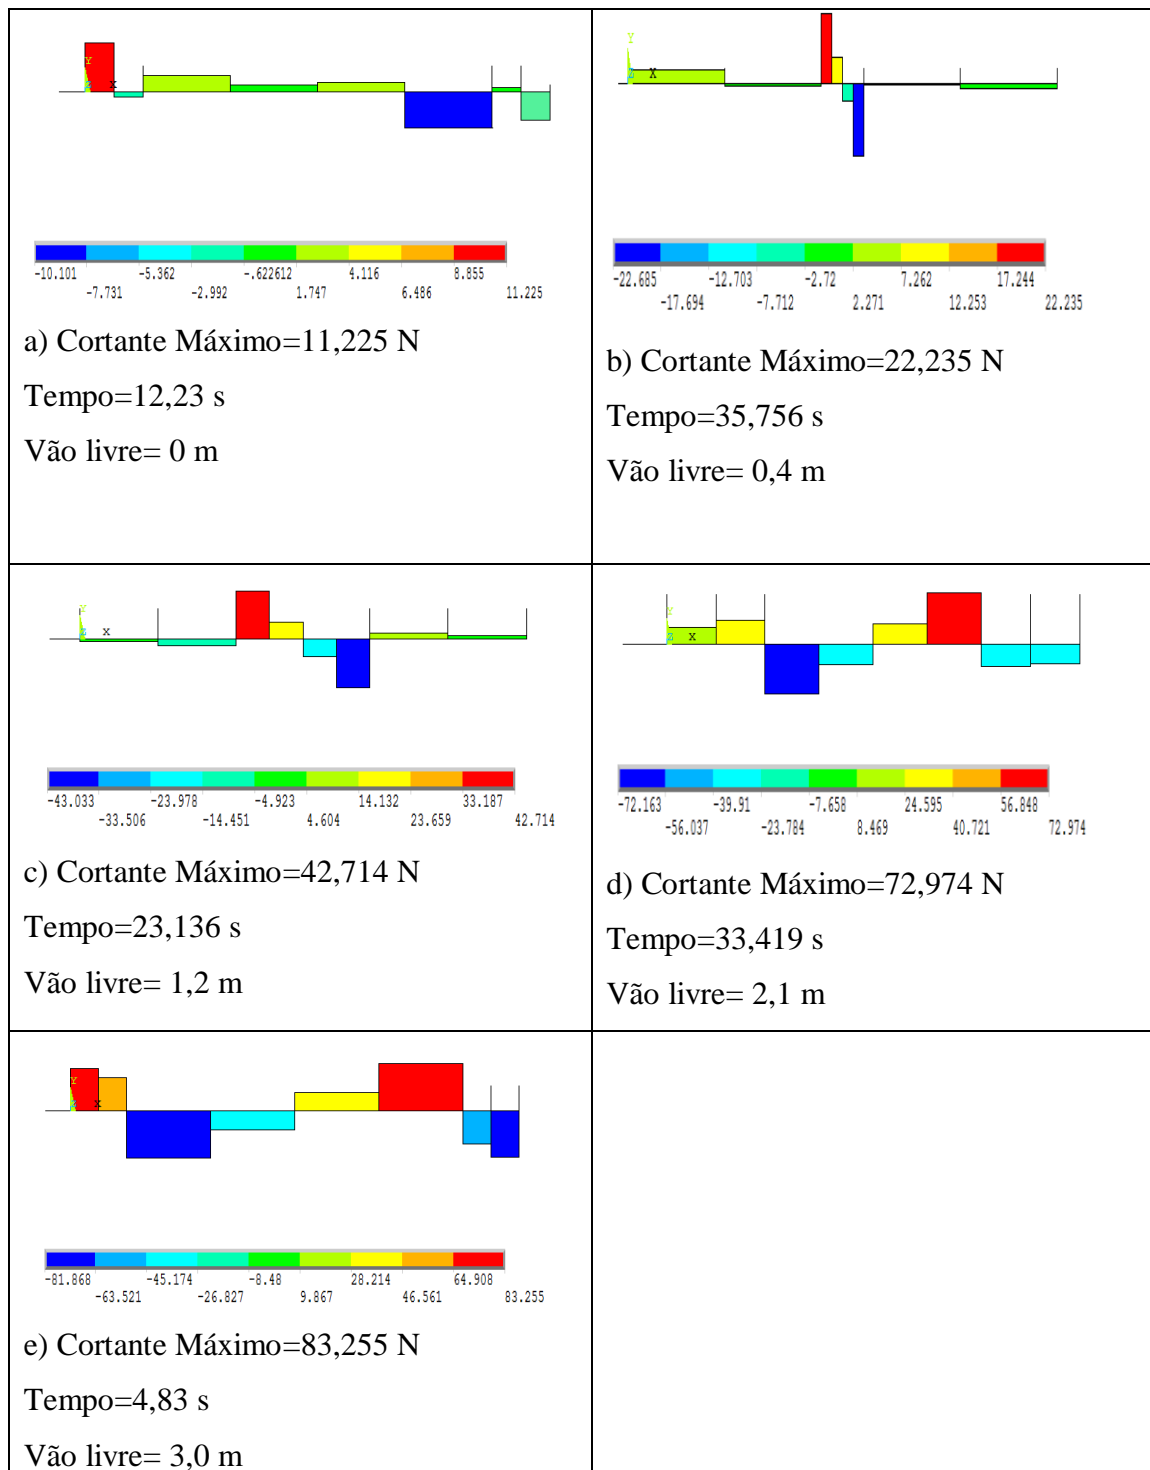 Y
Z X
-10.101 -5.362 -.622612 4.116 8.855
-7.731 -2.992 1.747 6.486 11.225
a) Cortante Máximo=11,225 N
Tempo=12,23 s
Vão livre= 0 m
Y
Z X
-22.685 -12.703 -2.72 7.262 17.244
-17.694 -7.712 2.271 12.253 22.235
b) Cortante Máximo=22,235 N
Tempo=35,756 s
Vão livre= 0,4 m
Y
Z X
-43.033 -23.978 -4.923 14.132 33.187
-33.506 -14.451 4.604 23.659 42.714
c) Cortante Máximo=42,714 N
Tempo=23,136 s
Vão livre= 1,2 m
Y
Z X
-72.163 -39.91 -7.658 24.595 56.848
-56.037 -23.784 8.469 40.721 72.974
d) Cortante Máximo=72,974 N
Tempo=33,419 s
Vão livre= 2,1 m
Y
Z X
-81.868 -45.174 -8.48 28.214 64.908
-63.521 -26.827 9.867 46.561 83.255
e) Cortante Máximo=83,255 N
Tempo=4,83 s
Vão livre= 3,0 m